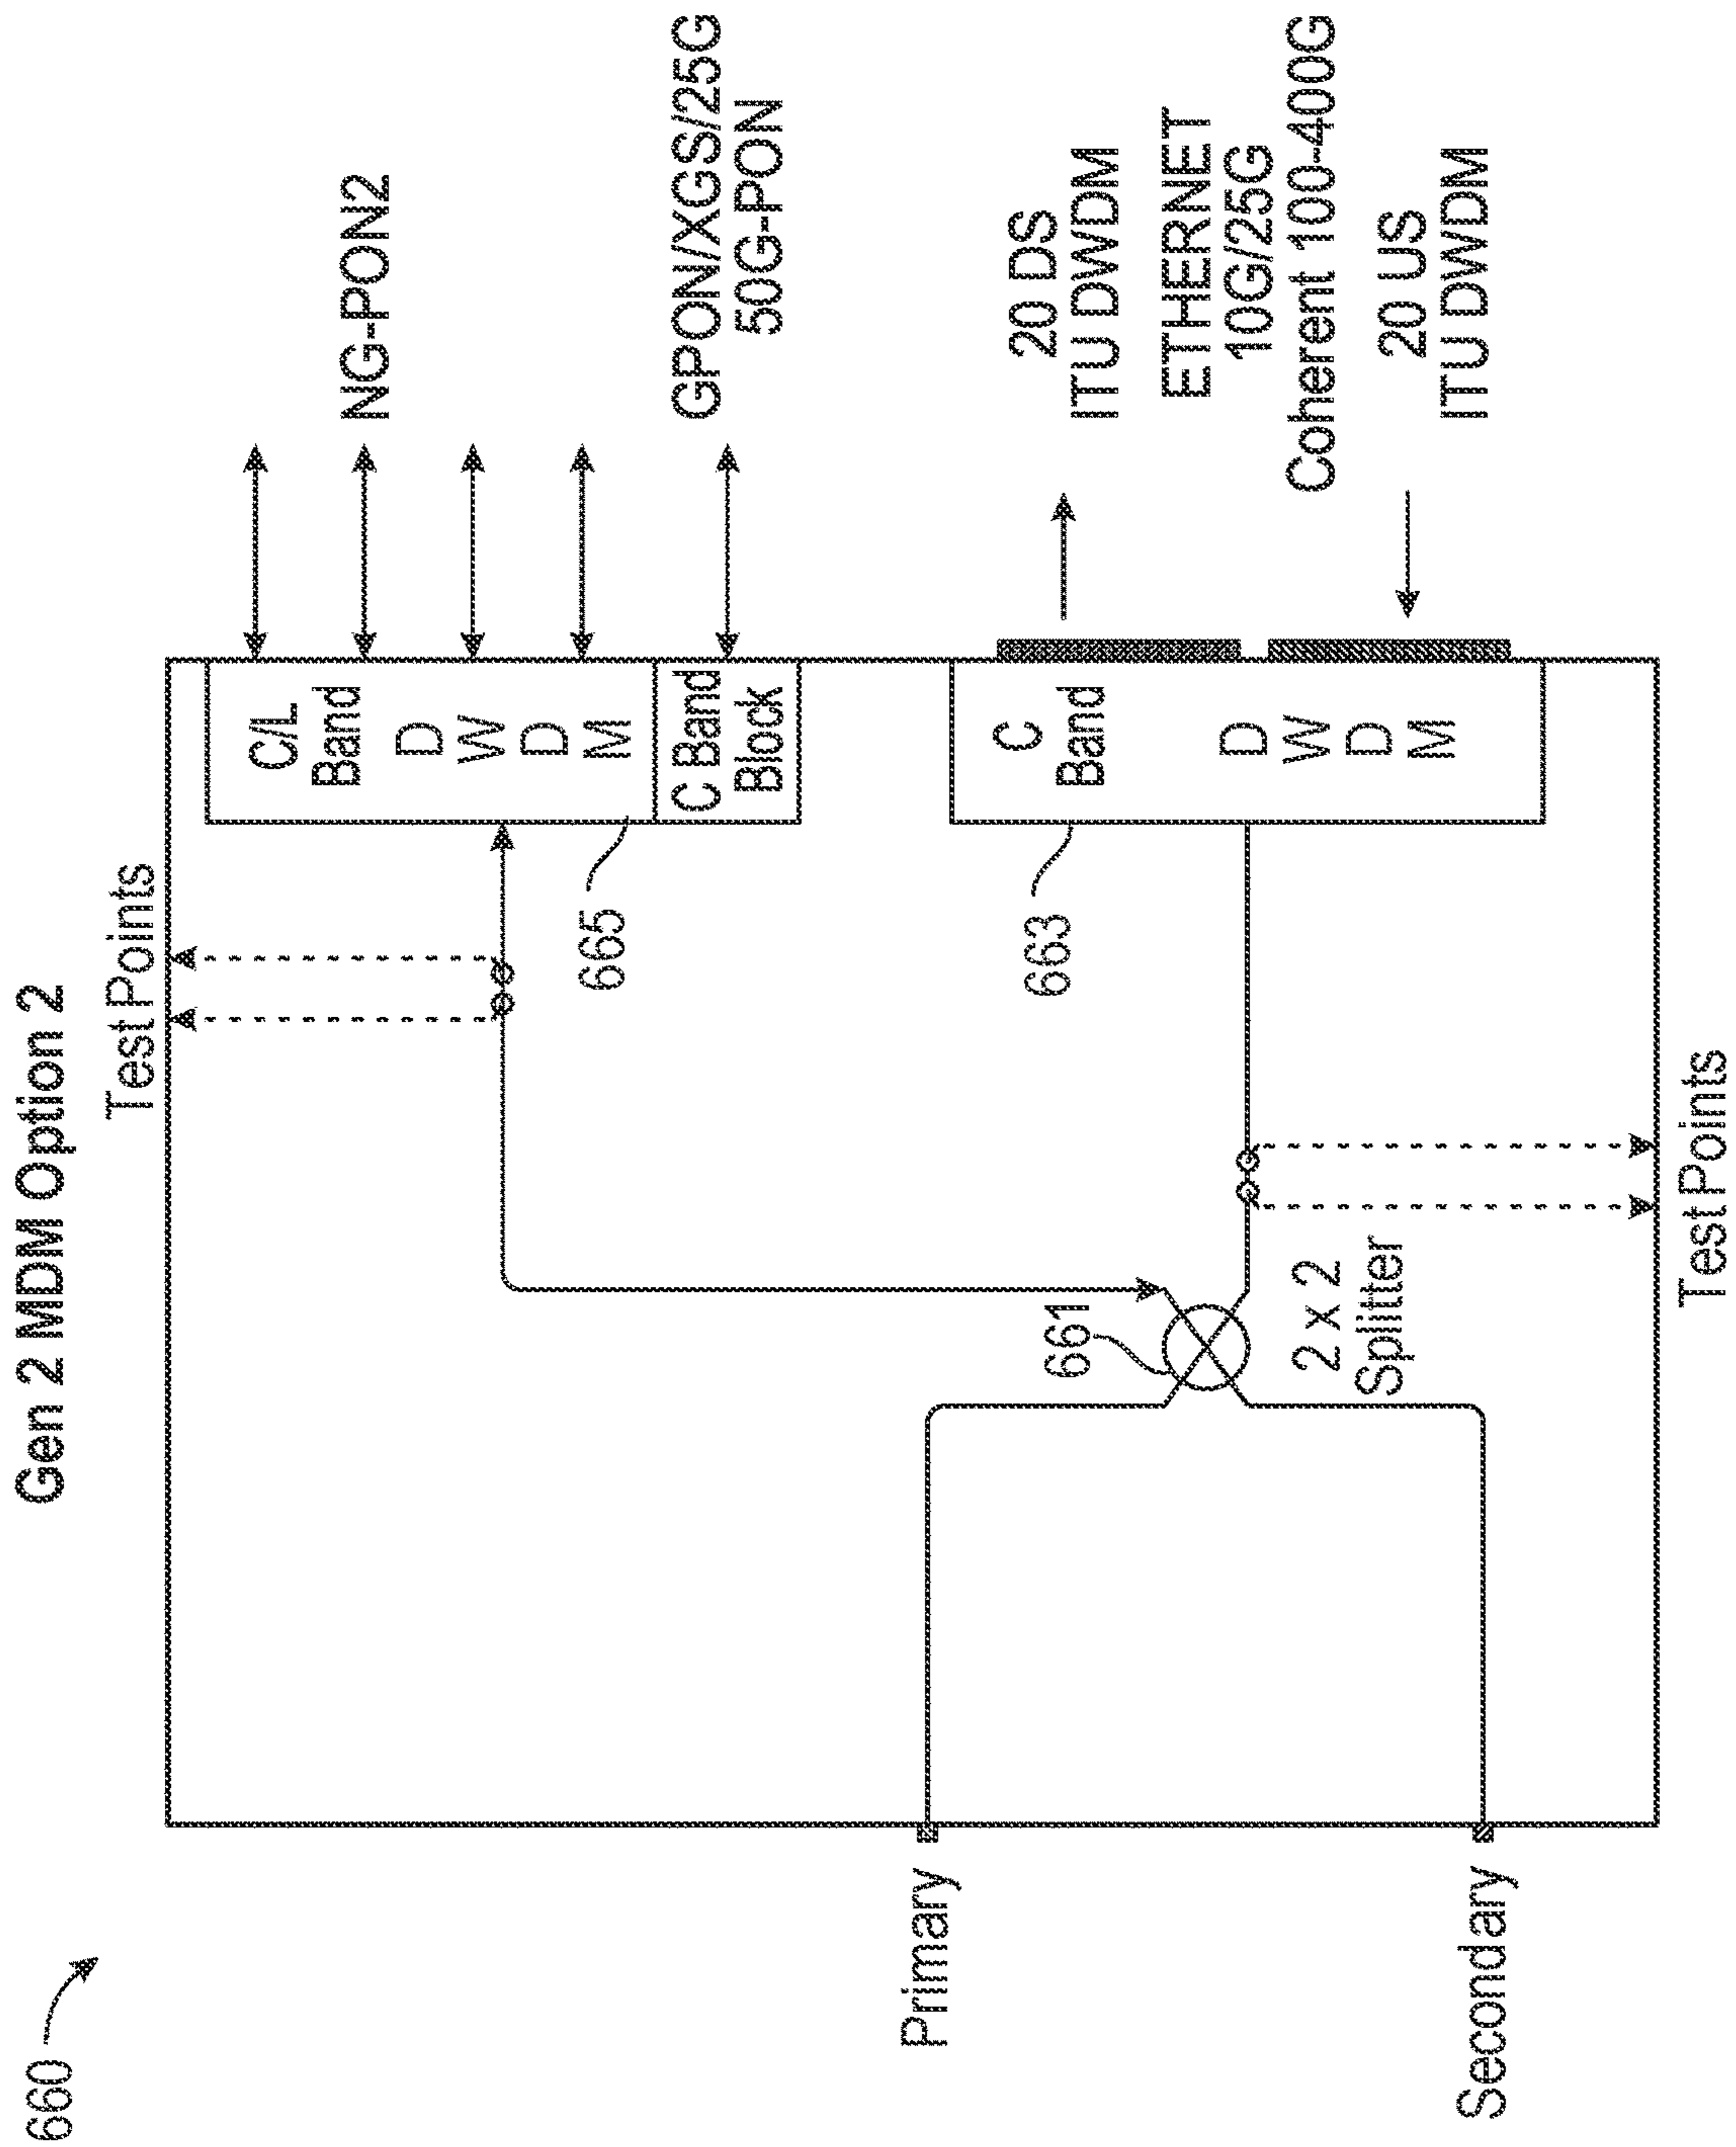 660
Gen 2 MDM Option 2
Test Points
C/L
Band
D
W
D
M
C Band
Block
665
NG-PON2
GPON/XGS/25G
50G-PON
C
Band
D
W
D
M
663
20 DS
ITU DWDM
ETHERNET
10G/25G
Coherent 100-400G
20 US
ITU DWDM
661
2 x 2
Splitter
Primary
Secondary
Test Points